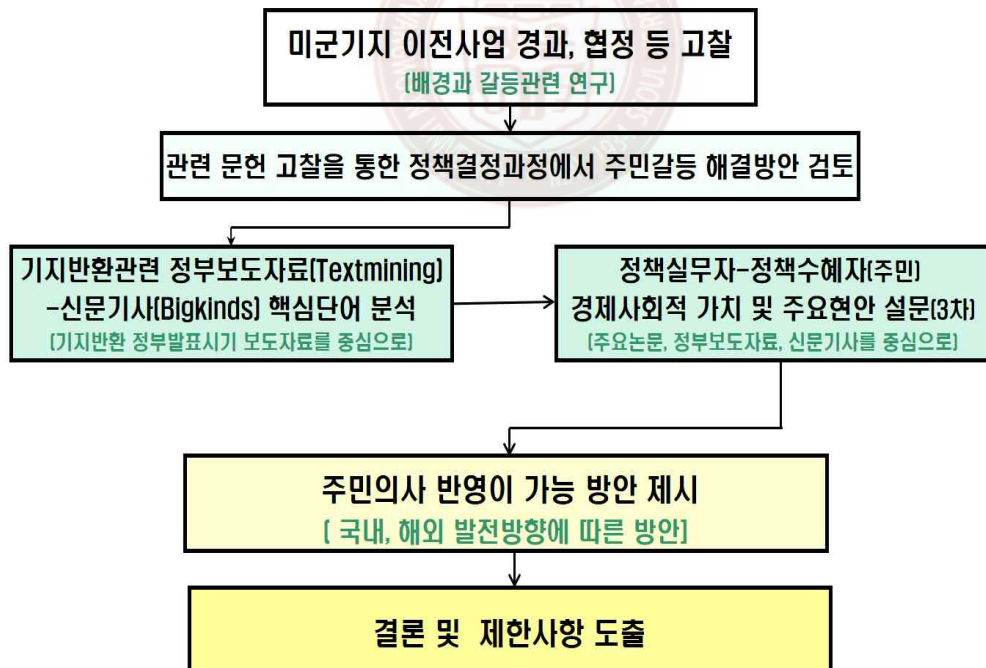 미군기지 이전사업 경과, 협정 등 고찰
(배경과 갈등관련 연구)
관련 문헌 고찰을 통한 정책결정과정에서 주민갈등 해결방안 검토
기지반환관련 정부보도자료(Textmining)
-신문기사(Bigkinds) 핵심단어 분석
(기지반환 정부발표시기 보도자료를 중심으로)
정책실무자-정책수혜자(주민)
경제사회적 가치 및 주요현안 설문(3차)
(주요논문, 정부보도자료, 신문기사를 중심으로)
주민의사 반영이 가능 방안 제시
[ 국내, 해외 발전방향에 따른 방안]
결론 및 제한사항 도출